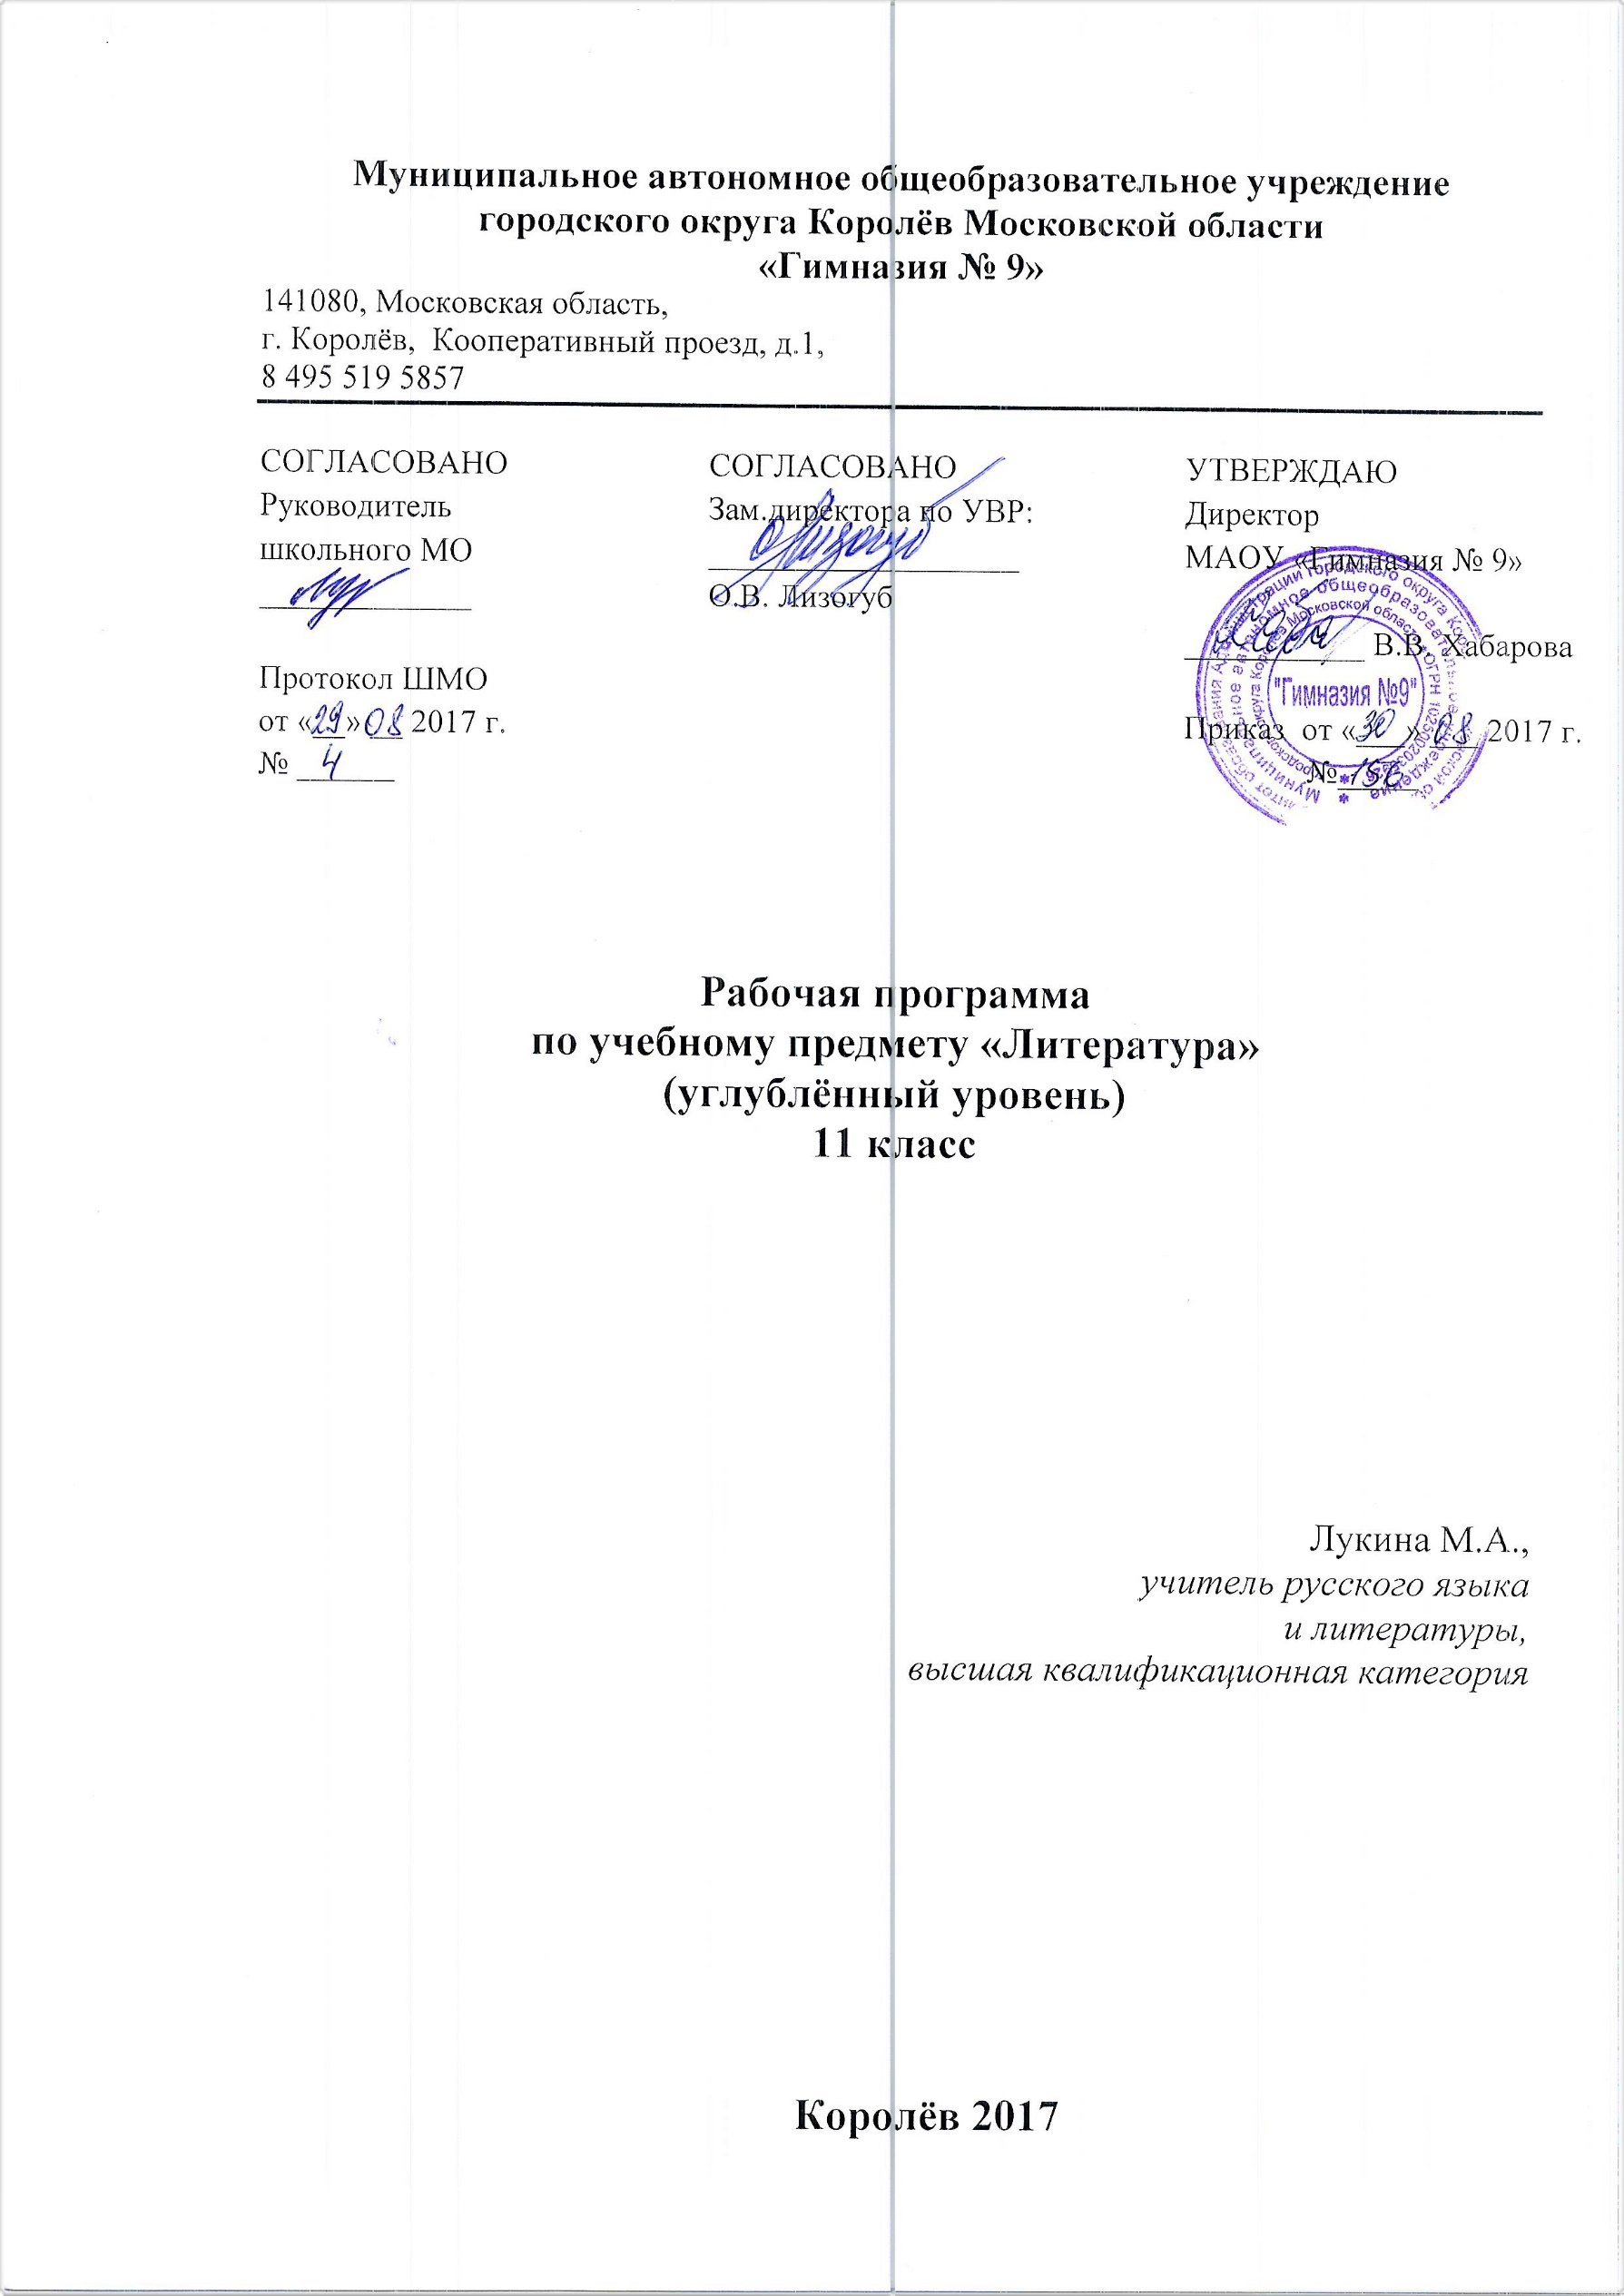 Муниципальное автономное общеобразовательное учреждение
городского округа Королёв Московской области
«Гимназия № 9»
141080, Московская область,
г. Королёв, Кооперативный проезд, д.1,
8 495 519 5857
СОГЛАСОВАНО
Руководитель
школьного МО
Протокол ШМО
от «29» 08 2017 г.
№ 4
СОГЛАСОВАНО
Зам.директора по УВР:
О.В. Лизогуб
УТВЕРЖДАЮ
Директор
МАОУ «Гимназия № 9»
В.В. Хабарова
"Гимназия №9"
Приказ от «30» 08 2017 г.
№
Рабочая программа
по учебному предмету «Литература»
(углублённый уровень)
11 класс
Лукина М.А.,
учитель русского языка
и литературы,
высшая квалификационная категория
Королёв 2017